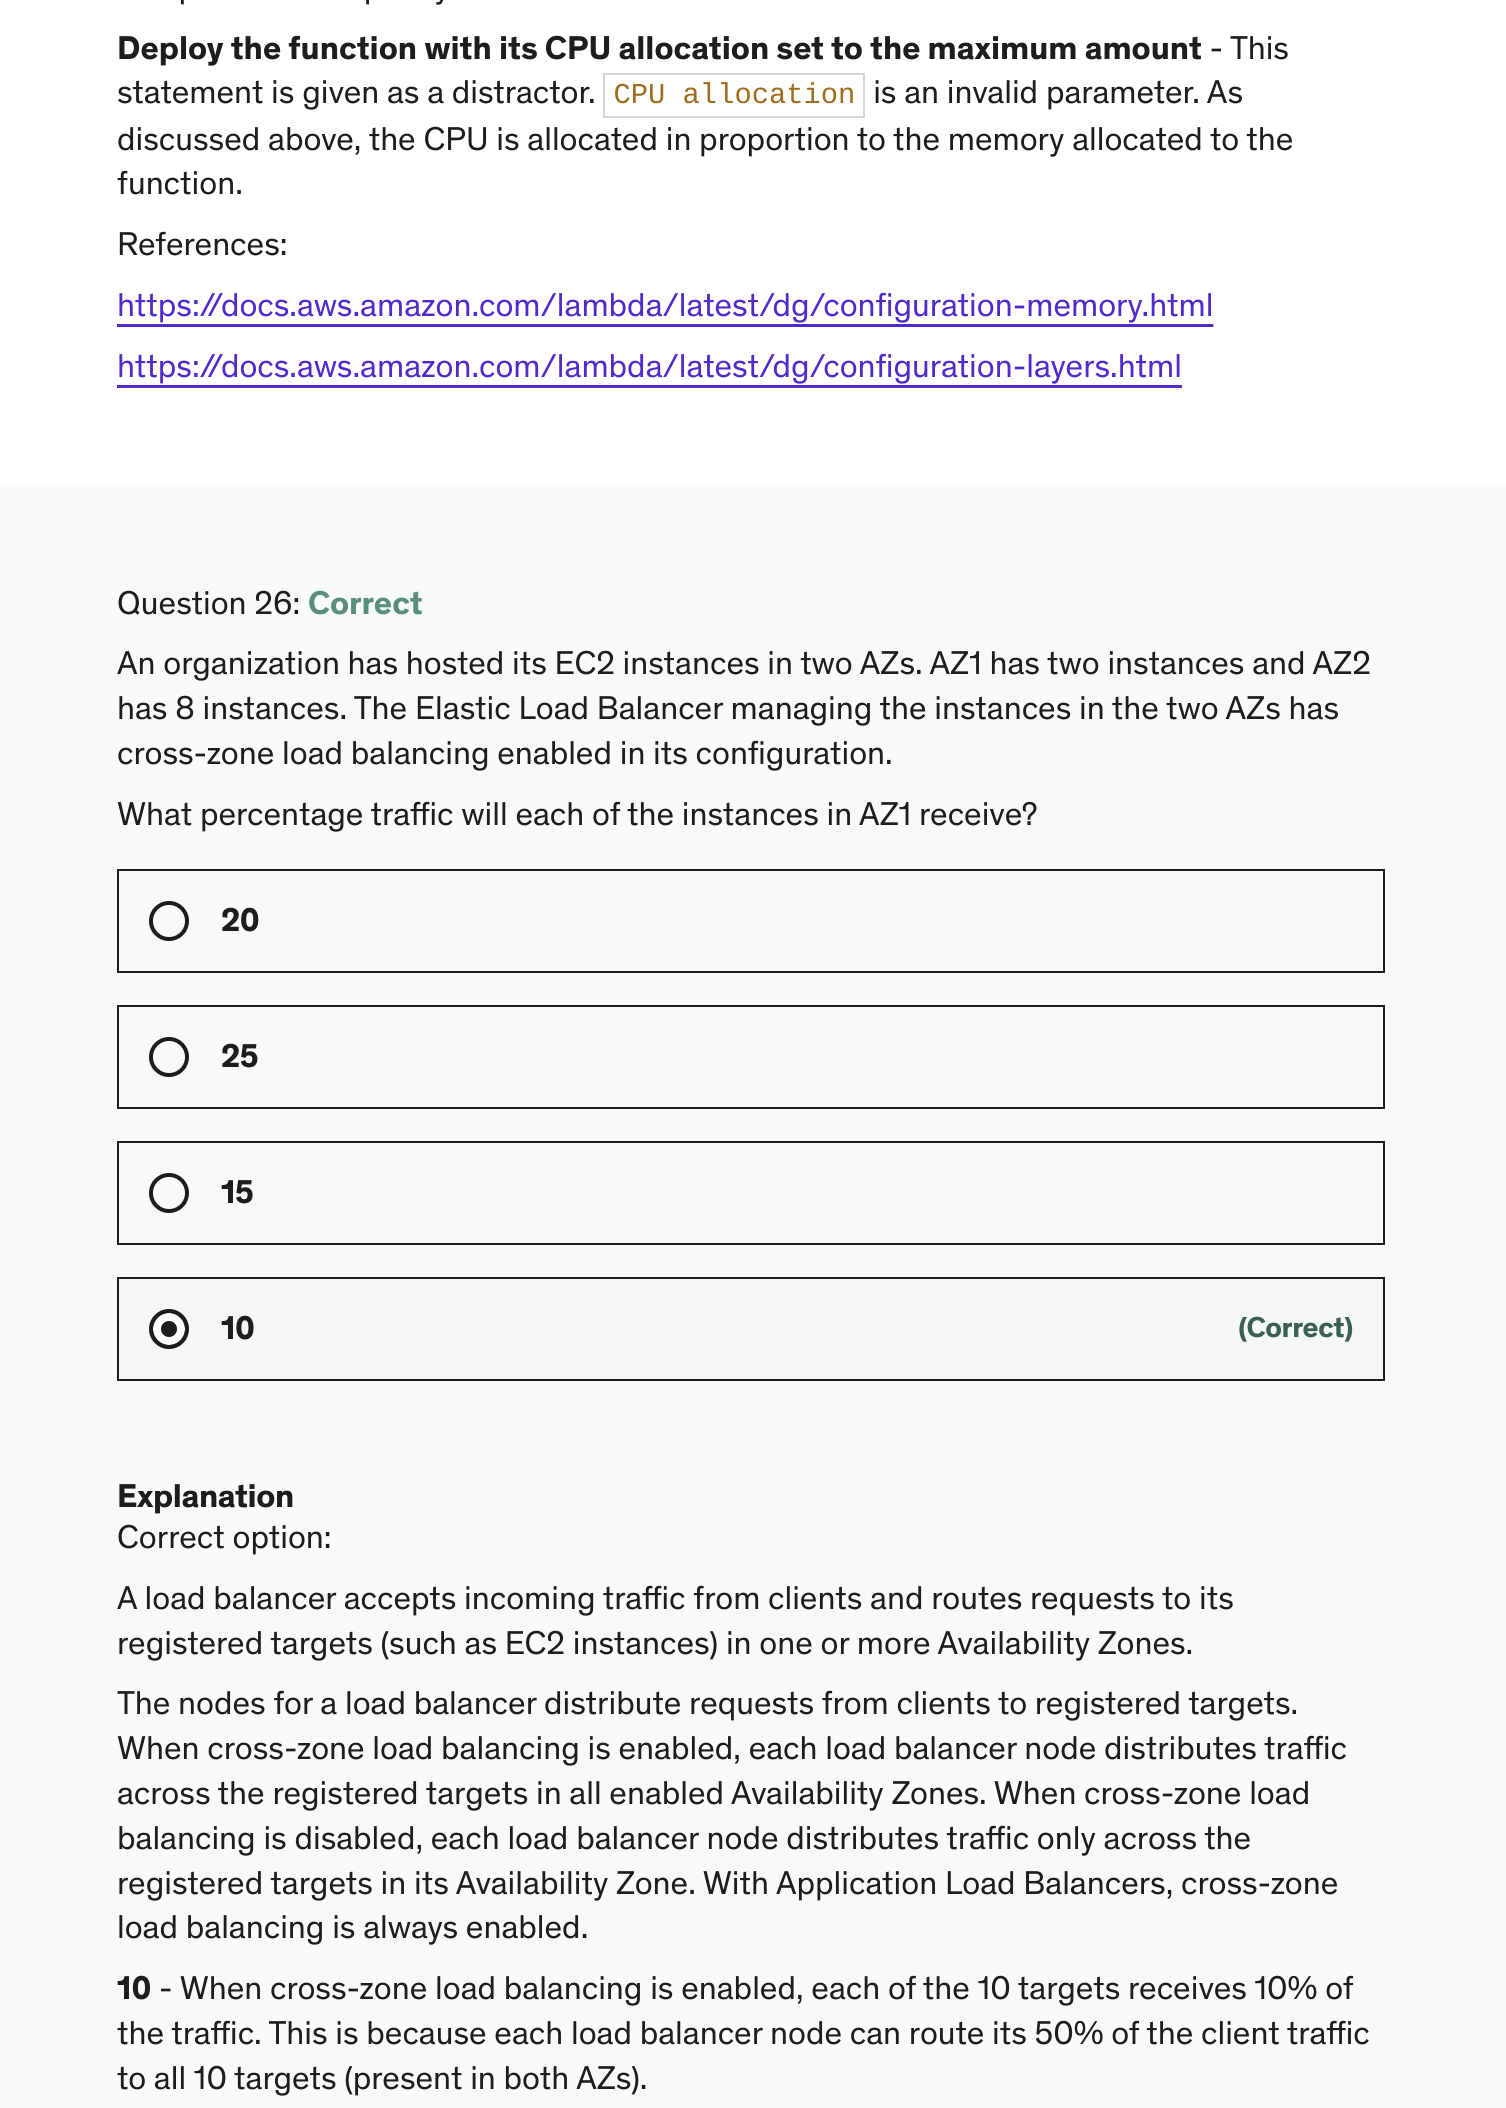 Deploy the function with its CPU allocation set to the maximum amount - This
statement is given as a distractor. CPU allocation is an invalid parameter. As
discussed above, the CPU is allocated in proportion to the memory allocated to the
function.
References:
https://docs.aws.amazon.com/lambda/latest/dg/configuration-memory.html
https://docs.aws.amazon.com/lambda/latest/dg/configuration-layers.html
Question 26: Correct
An organization has hosted its EC2 instances in two AZs. AZ1 has two instances and AZ2
has 8 instances. The Elastic Load Balancer managing the instances in the two AZs has
cross-zone load balancing enabled in its configuration.
What percentage traffic will each of the instances in AZ1 receive?
20
25
15
10 (Correct)
Explanation
Correct option:
A load balancer accepts incoming traffic from clients and routes requests to its
registered targets (such as EC2 instances) in one or more Availability Zones.
The nodes for a load balancer distribute requests from clients to registered targets.
When cross-zone load balancing is enabled, each load balancer node distributes traffic
across the registered targets in all enabled Availability Zones. When cross-zone load
balancing is disabled, each load balancer node distributes traffic only across the
registered targets in its Availability Zone. With Application Load Balancers, cross-zone
load balancing is always enabled.
10 - When cross-zone load balancing is enabled, each of the 10 targets receives 10% of
the traffic. This is because each load balancer node can route its 50% of the client traffic
to all 10 targets (present in both AZs).